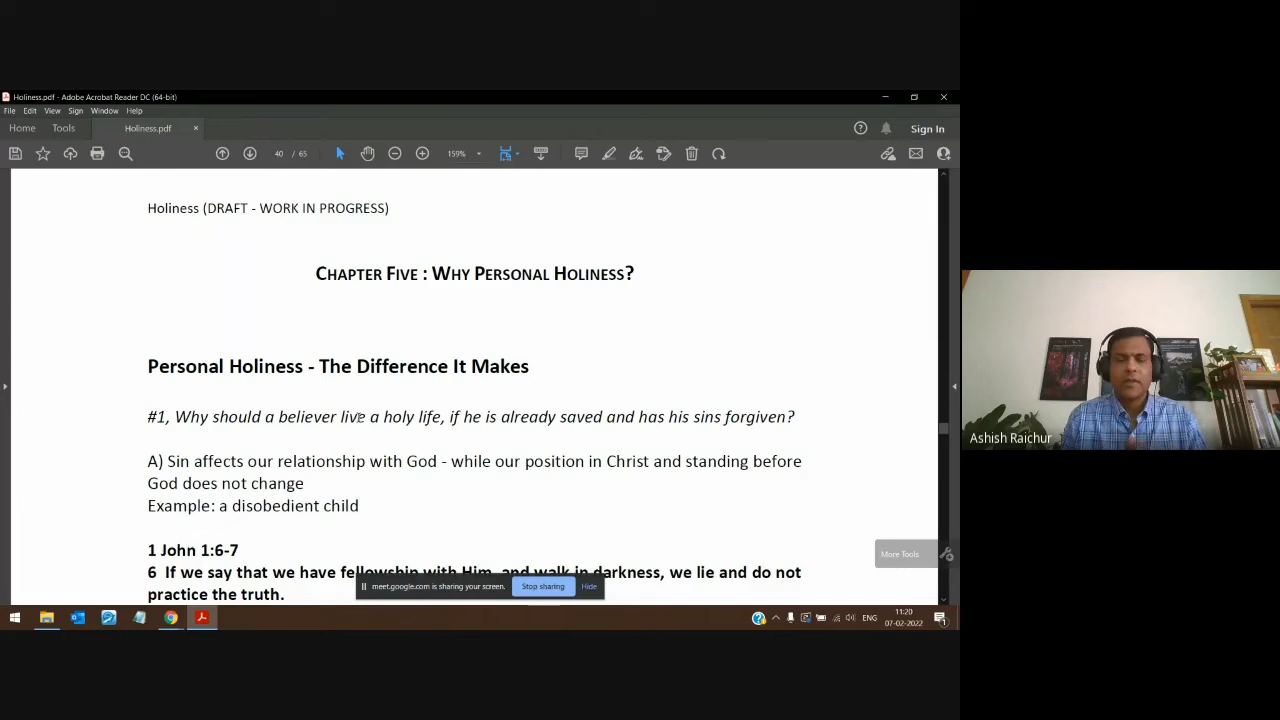 Holiness.pdf - Adobe Acrobat Reader DC (64-bit)
File Edit View Sign Window Help
Home Tools Holiness.pdf × Sign In
40 / 65 159%
Holiness (DRAFT - WORK IN PROGRESS)
CHAPTER FIVE : WHY PERSONAL HOLINESS?
Personal Holiness - The Difference It Makes
#1, Why should a believer live a holy life, if he is already saved and has his sins forgiven?
A) Sin affects our relationship with God - while our position in Christ and standing before
God does not change
Example: a disobedient child
1 John 1:6-7
6 If we say that we have fellowship with Him, and walk in darkness, we lie and do not
practice the truth.
More Tools
meet.google.com is sharing your screen. Stop sharing Hide
ENG 11:20
07-02-2022
Ashish Raichur